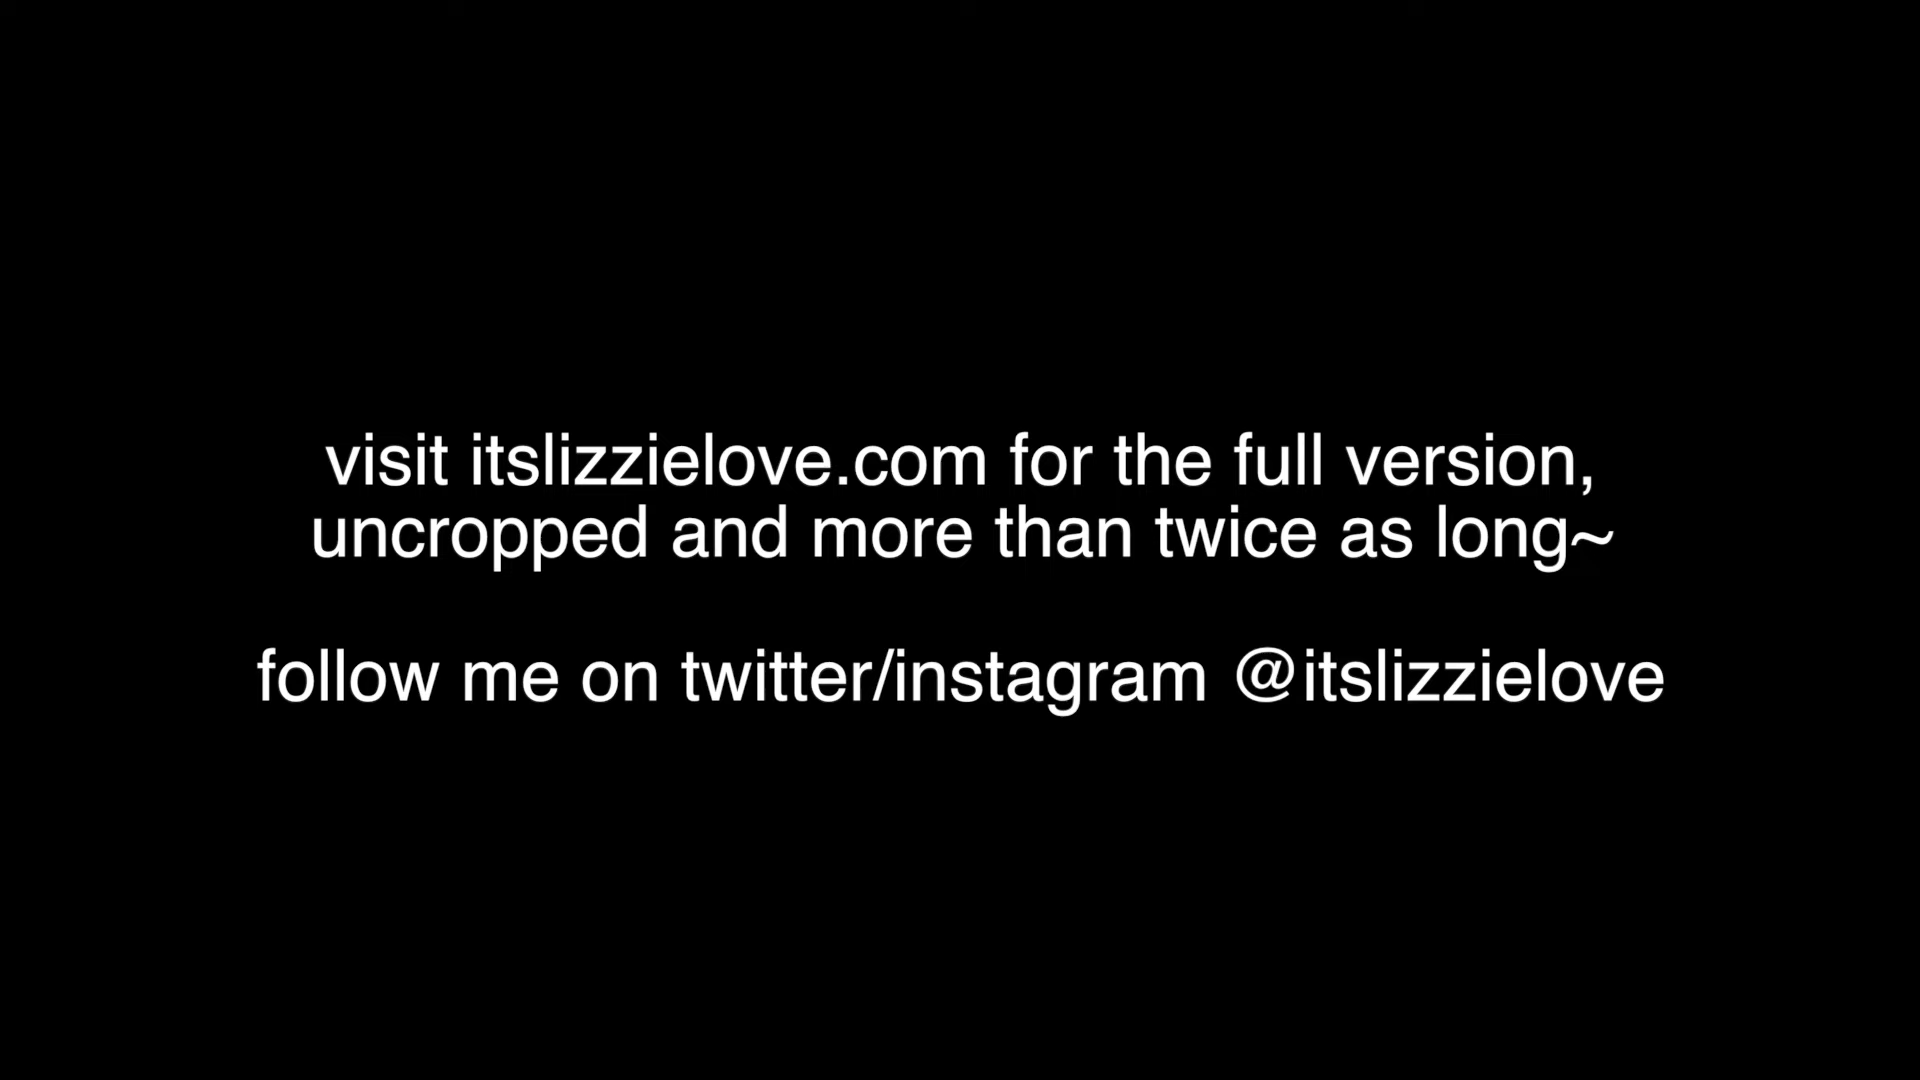 visit itslizzielove.com for the full version,
uncropped and more than twice as long~
follow me on twitter/instagram @itslizzielove